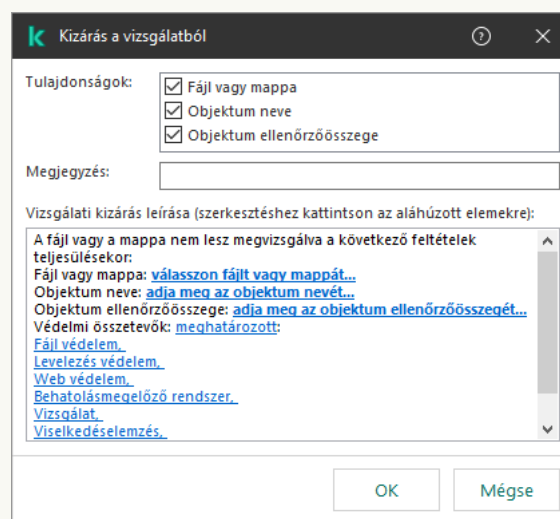 Kizárás a vizsgálatból
Tulajdonságok:
Fájl vagy mappa
Objektum neve
Objektum ellenőrzőösszege
Megjegyzés:
Vizsgálati kizárás leírása (szerkesztéshez kattintson az aláhúzott elemekre):
A fájl vagy a mappa nem lesz megvizsgálva a következő feltételek
teljesülésekor:
Fájl vagy mappa: válasszon fájlt vagy mappát...
Objektum neve: adja meg az objektum nevét...
Objektum ellenőrzőösszege: adja meg az objektum ellenőrzőösszegét...
Védelmi összetevők: meghatározott:
Fájl védelem,
Levelezés védelem,
Web védelem,
Behatolásmegelőző rendszer,
Vizsgálat,
Viselkedéselemzés,
OK
Mégse